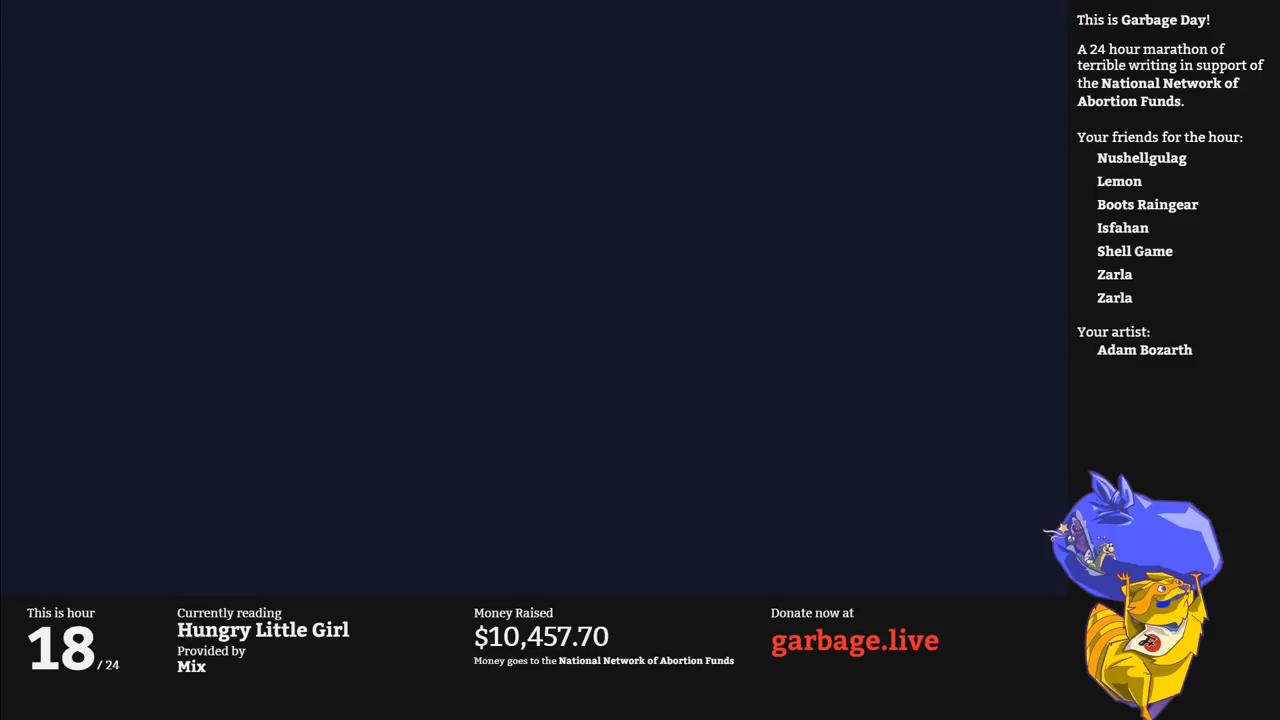 This is Garbage Day!
A 24 hour marathon of
terrible writing in support of
the National Network of
Abortion Funds.
Your friends for the hour:
Nushellgulag
Lemon
Boots Raingear
Isfahan
Shell Game
Zarla
Zarla
Your artist:
Adam Bozarth
This is hour
18 / 24
Currently reading
Hungry Little Girl
Provided by
Mix
Money Raised
$10,457.70
Money goes to the National Network of Abortion Funds
Donate now at
garbage.live